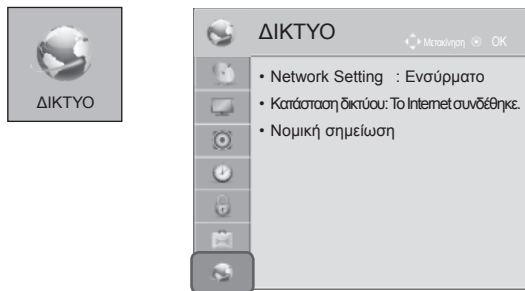 ΔΙΚΤΥΟ
ΔΙΚΤΥΟ
Μετακίνηση OK
• Network Setting : Ενσύρματο
• Κατάσταση δικτύου: Το Internet συνδέθηκε.
• Νομική σημείωση